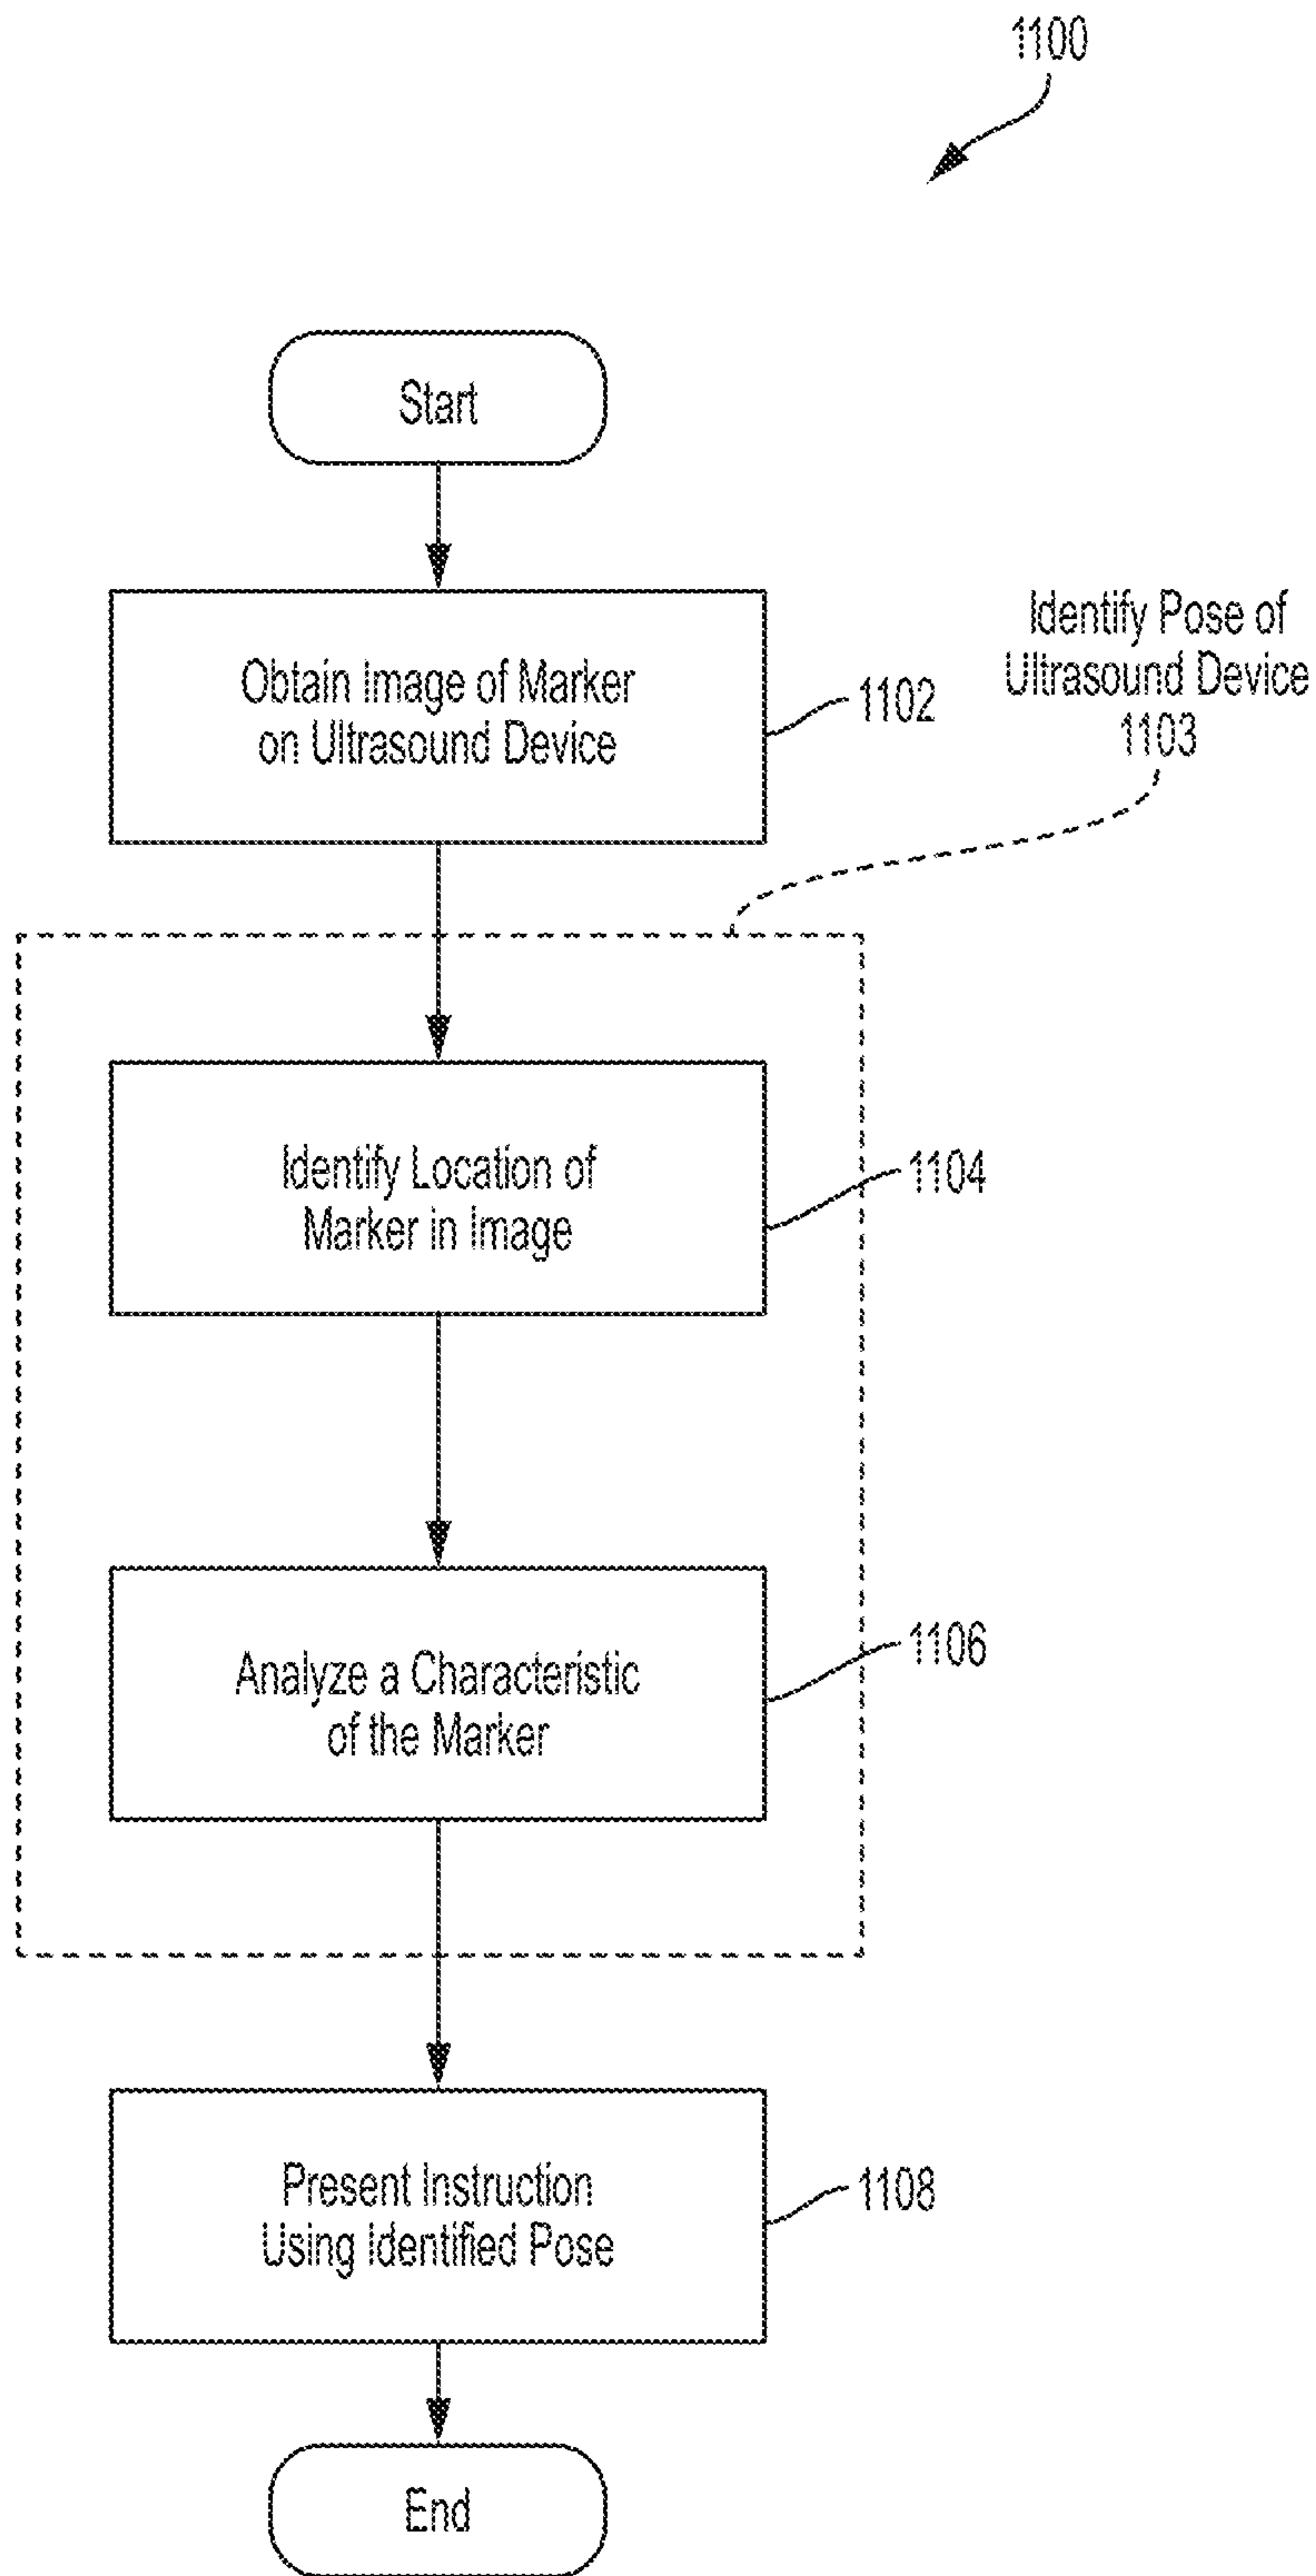 1100
Start
Obtain Image of Marker
on Ultrasound Device
1102
Identify Pose of
Ultrasound Device
1103
Identify Location of
Marker in Image
1104
Analyze a Characteristic
of the Marker
1106
Present Instruction
Using Identified Pose
1108
End